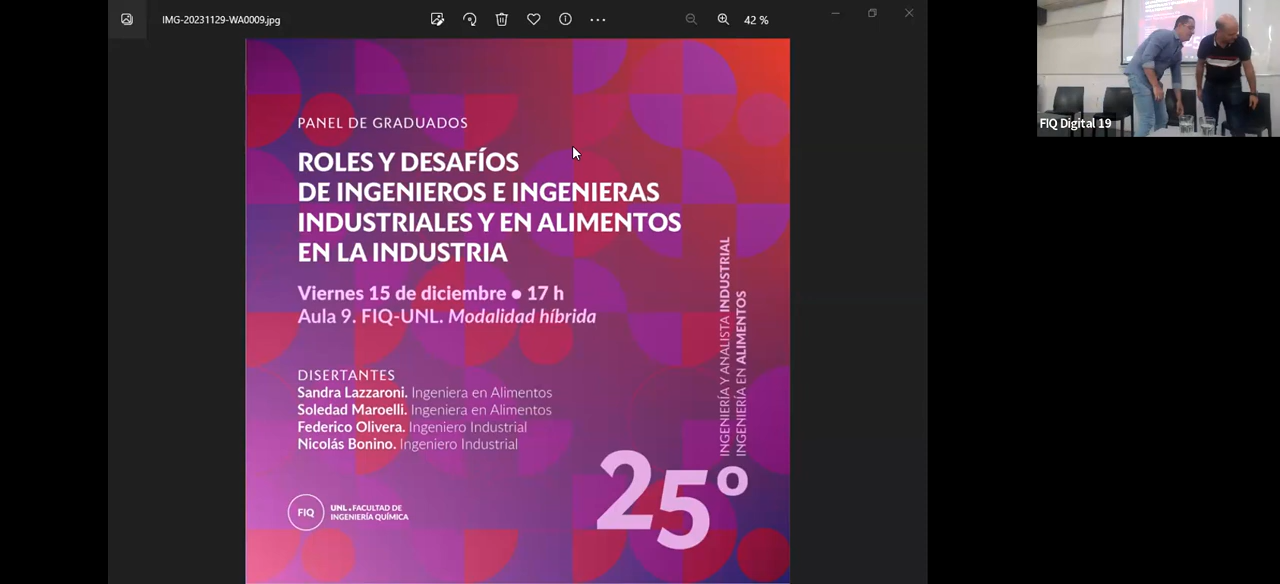 IMG-20231129-WA0009.jpg
42 %
PANEL DE GRADUADOS
ROLES Y DESAFÍOS
DE INGENIEROS E INGENIERAS
INDUSTRIALES Y EN ALIMENTOS
EN LA INDUSTRIA
Viernes 15 de diciembre • 17 h
Aula 9. FIQ-UNL. Modalidad híbrida
DISERTANTES
Sandra Lazzaroni. Ingeniera en Alimentos
Soledad Maroelli. Ingeniera en Alimentos
Federico Olivera. Ingeniero Industrial
Nicolás Bonino. Ingeniero Industrial
INGENIERÍA Y ANALISTA INDUSTRIAL
INGENIERÍA EN ALIMENTOS
25º
FIQ
UNL. FACULTAD DE
INGENIERÍA QUÍMICA
FIQ Digital 19